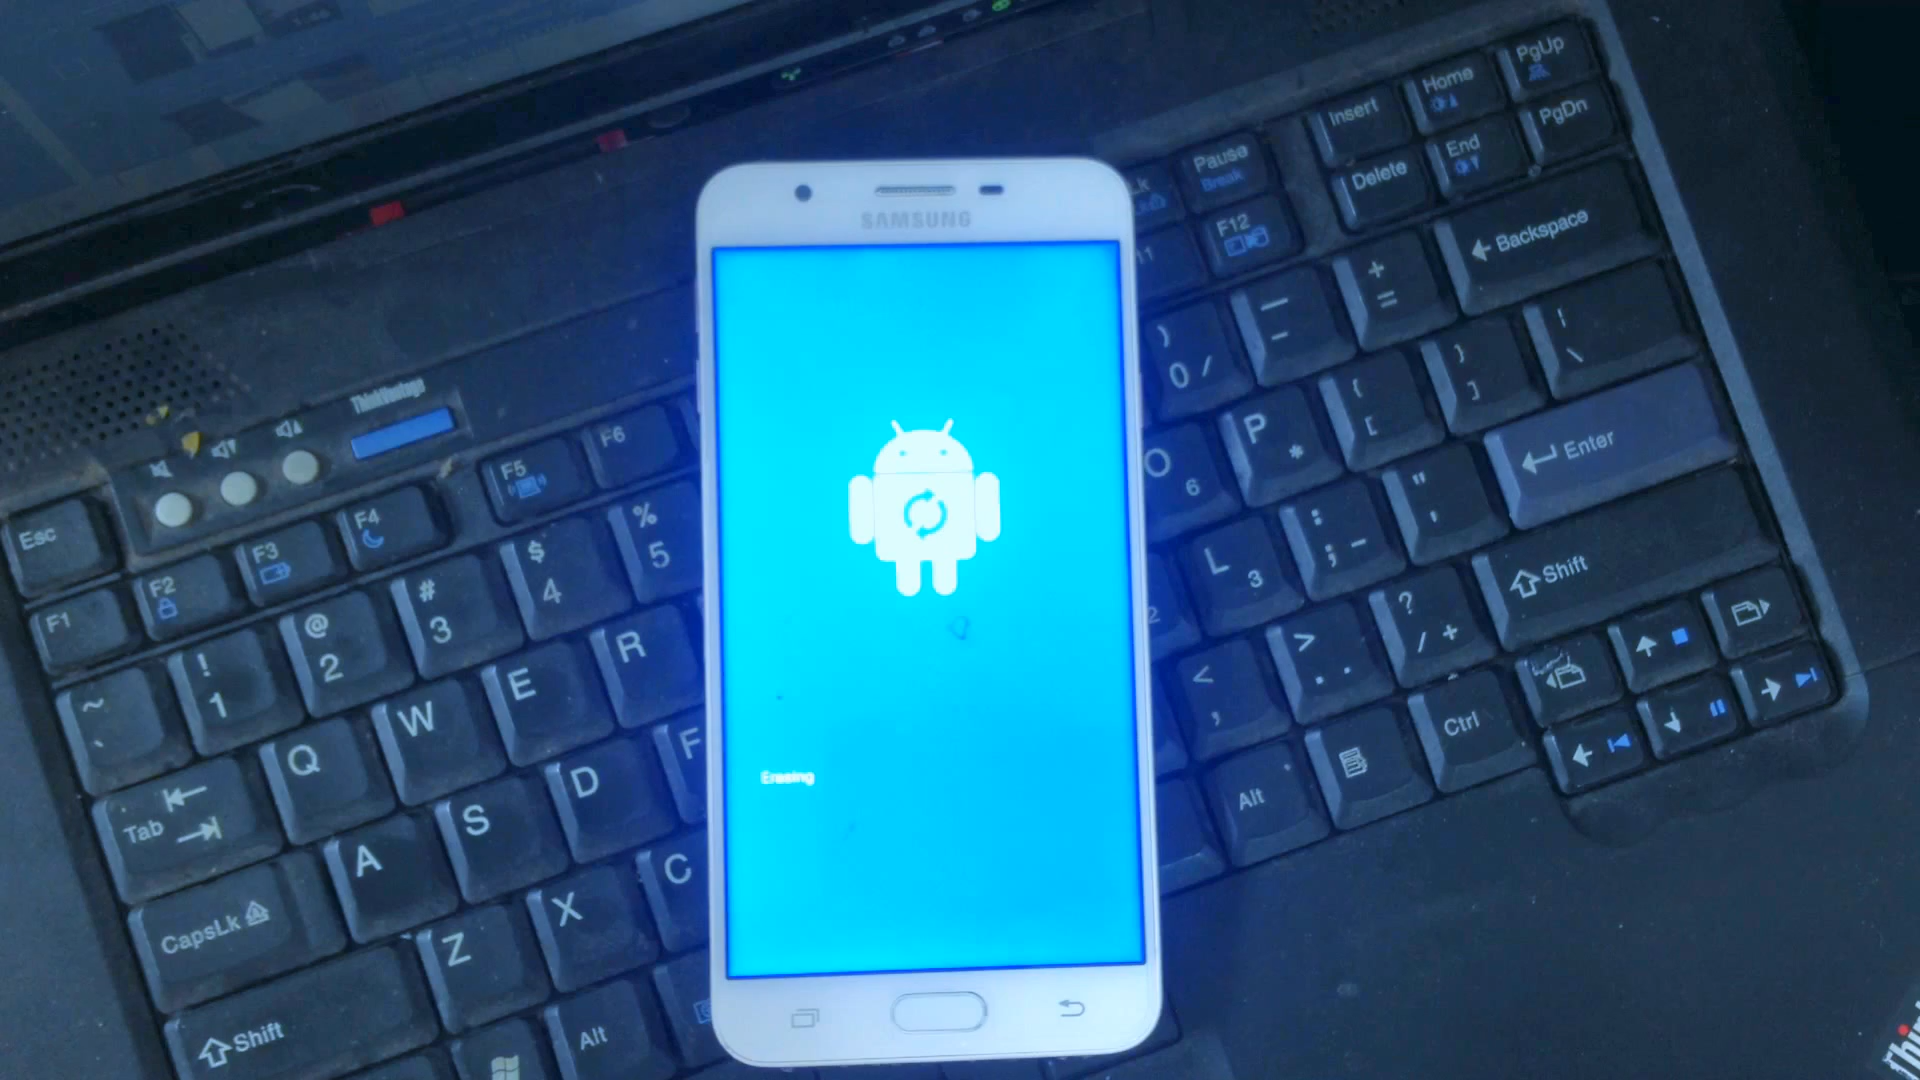 SAMSUNG
Erasing
ThinkVantage
Esc
F1
F2
F3
F4
F5
F6
F12
Pause
Break
Insert
Home
PgUp
Delete
End
PgDn
~
`
!
1
@
2
#
3
$
4
%
5
)
0 /
—
-
+
=
Backspace
Tab
Q
W
E
R
O
6
P
*
{
[
}
]
|
\
CapsLk
A
S
D
F
L
3
:
; -
"
'
Enter
Shift
Z
X
C
<
,
>
. .
?
/ +
Shift
Alt
Alt
Ctrl